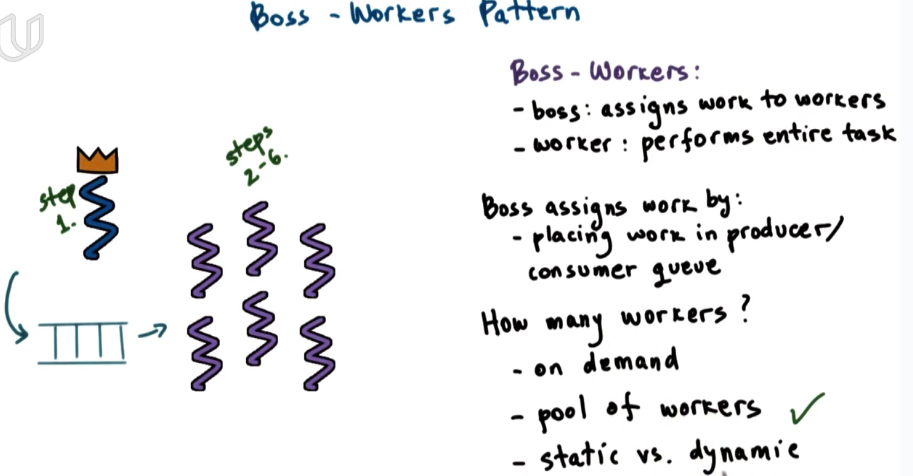 Boss - Workers Pattern
Boss - Workers:
- boss: assigns work to workers
- worker : performs entire task
steps
2-6.
step
1.
Boss assigns work by:
- placing work in producer/
consumer queue
How many workers?
- on demand
- pool of workers ✓
- static vs. dynamic